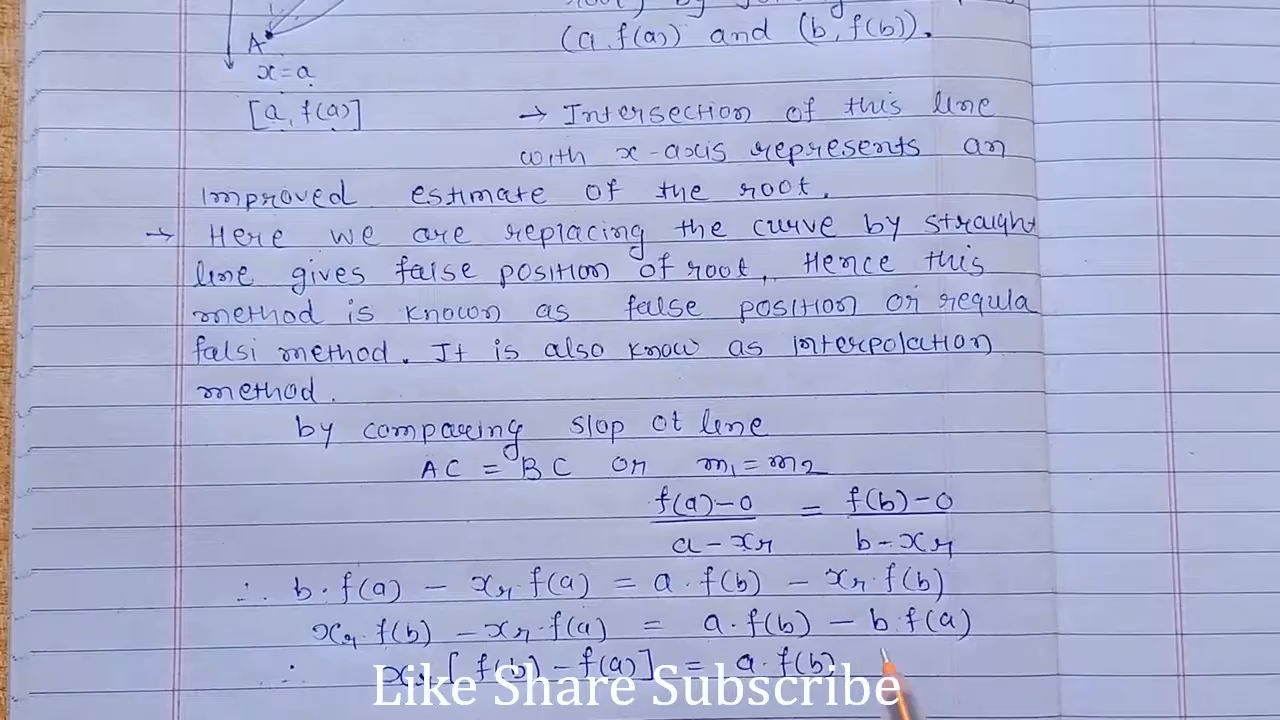 (a, f(a)) and (b, f(b)).
A
x=a
[a, f(a)]
→ Intersection of this line
with x-axis represents an
improved estimate of the root.
→ Here we are replacing the curve by straight
line gives false position of root, Hence this
method is known as false position or regula
falsi method. It is also know as interpolation
method.
by comparing slop of line
AC = BC or m₁ = m₂
f(a)-0 / a-xᵣ = f(b)-0 / b-xᵣ
∴ b·f(a) - xᵣ·f(a) = a·f(b) - xᵣ·f(b)
xᵣ·f(b) - xᵣ·f(a) = a·f(b) - b·f(a)
∴ xᵣ[f(b) - f(a)] = a·f(b)
Like Share Subscribe